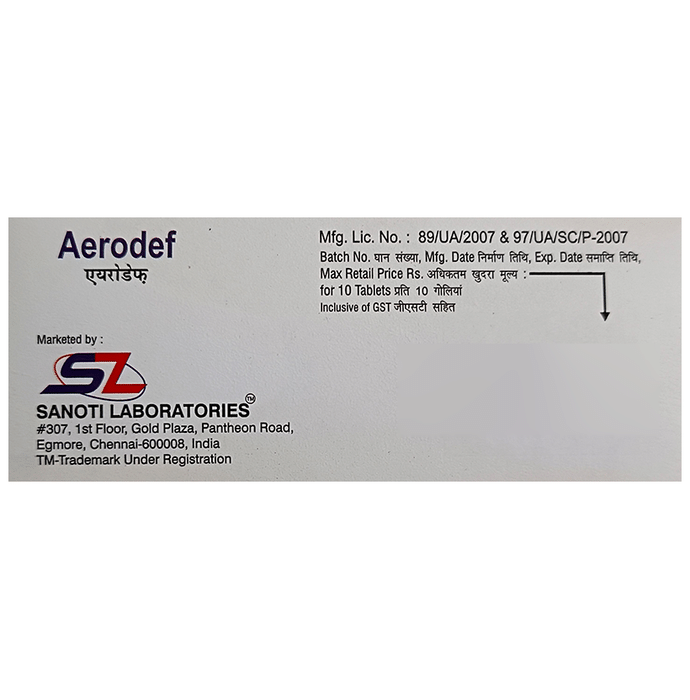 Aerodef
एयरोडेफ़
Marketed by :
SZ
SANOTI LABORATORIES™
#307, 1st Floor, Gold Plaza, Pantheon Road,
Egmore, Chennai-600008, India
TM-Trademark Under Registration
Mfg. Lic. No. : 89/UA/2007 & 97/UA/SC/P-2007
Batch No. घान संख्या, Mfg. Date निर्माण तिथि, Exp. Date समाप्ति तिथि,
Max Retail Price Rs. अधिकतम खुदरा मूल्य :
for 10 Tablets प्रति 10 गोलियां
Inclusive of GST जीएसटी सहित